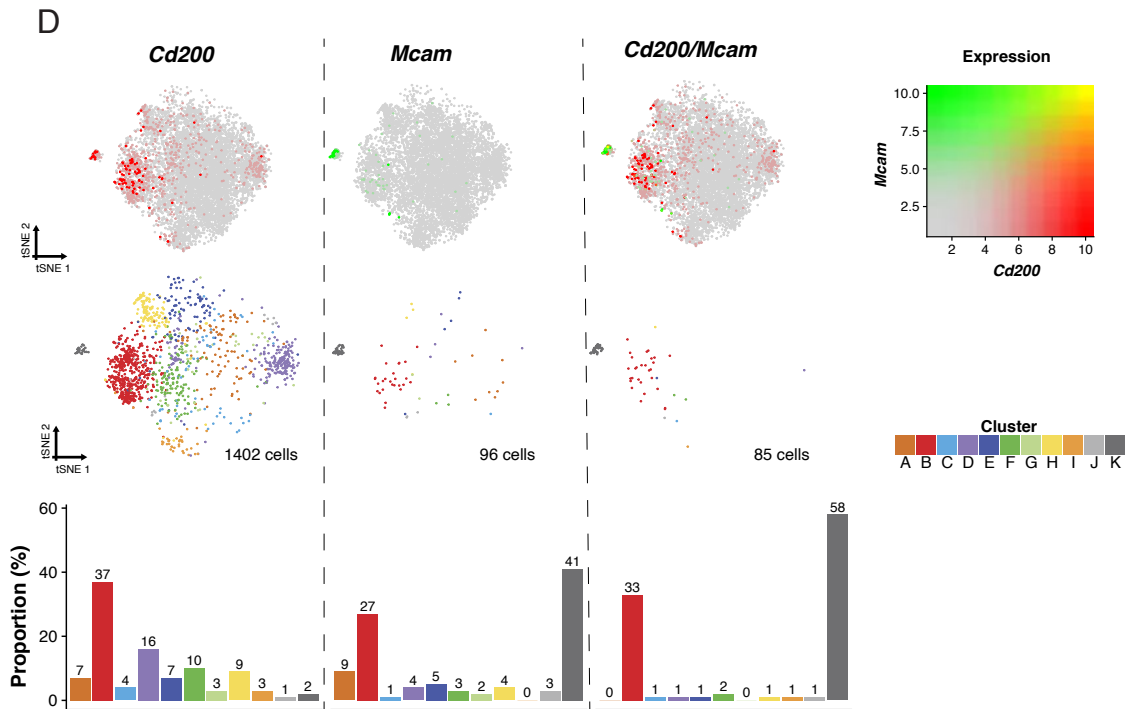 D
Cd200
Mcam
Cd200/Mcam
Expression
10.0
7.5
5.0
2.5
Mcam
2 4 6 8 10
Cd200
tSNE 2
tSNE 1
tSNE 2
tSNE 1
1402 cells
96 cells
85 cells
Cluster
A B C D E F G H I J K
Proportion (%)
60
40
20
0
7 37 4 16 7 10 3 9 3 1 2
9 27 1 4 5 3 2 4 0 3 41
0 33 1 1 1 2 0 1 1 1 58